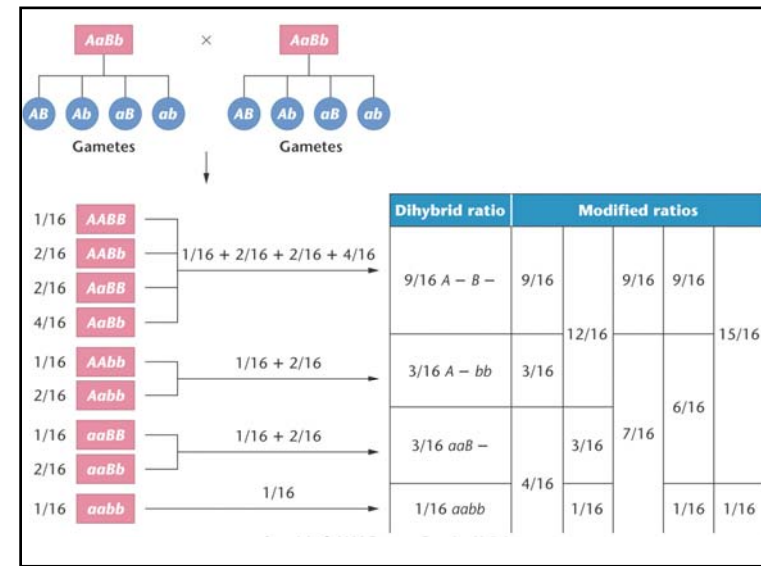 AaBb × AaBb
AB Ab aB ab AB Ab aB ab
Gametes Gametes
1/16 AABB
2/16 AABb
2/16 AaBB
4/16 AaBb
1/16 + 2/16 + 2/16 + 4/16
1/16 AAbb
2/16 Aabb
1/16 + 2/16
1/16 aaBB
2/16 aaBb
1/16 + 2/16
1/16 aabb
1/16
Dihybrid ratio Modified ratios
9/16 A – B – 9/16 9/16 9/16
12/16 15/16
3/16 A – bb 3/16
6/16
3/16 aaB – 3/16 7/16
4/16
1/16 aabb 1/16 1/16 1/16